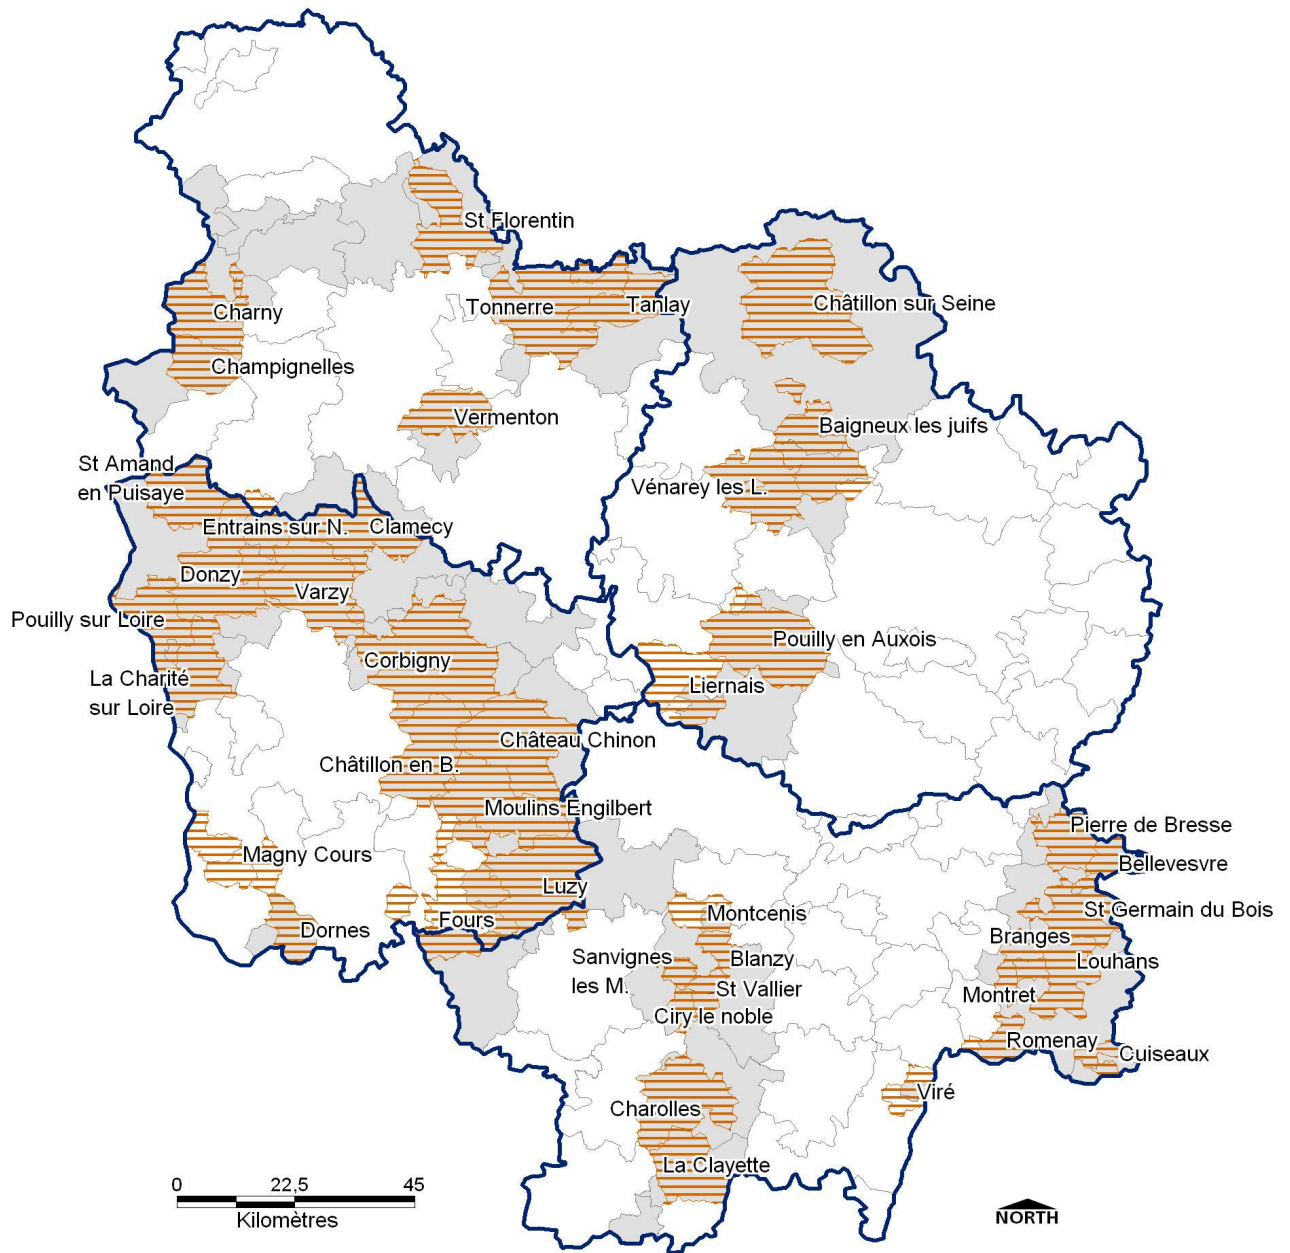 St Florentin
Charny
Tonnerre
Tanlay
Châtillon sur Seine
Champignelles
Vermenton
Baigneux les juifs
St Amand
en Puisaye
Vénarey les L.
Entrains sur N.
Clamecy
Donzy
Varzy
Pouilly sur Loire
Pouilly en Auxois
Corbigny
La Charité
sur Loire
Liernais
Château Chinon
Châtillon en B.
Moulins Engilbert
Pierre de Bresse
Magny Cours
Bellevesvre
Luzy
St Germain du Bois
Montcenis
Fours
Dornes
Branges
Sanvignes
les M.
Blanzy
Louhans
St Vallier
Montret
Ciry le noble
Romenay
Cuiseaux
Viré
Charolles
La Clayette
0 22,5 45
Kilomètres
NORTH